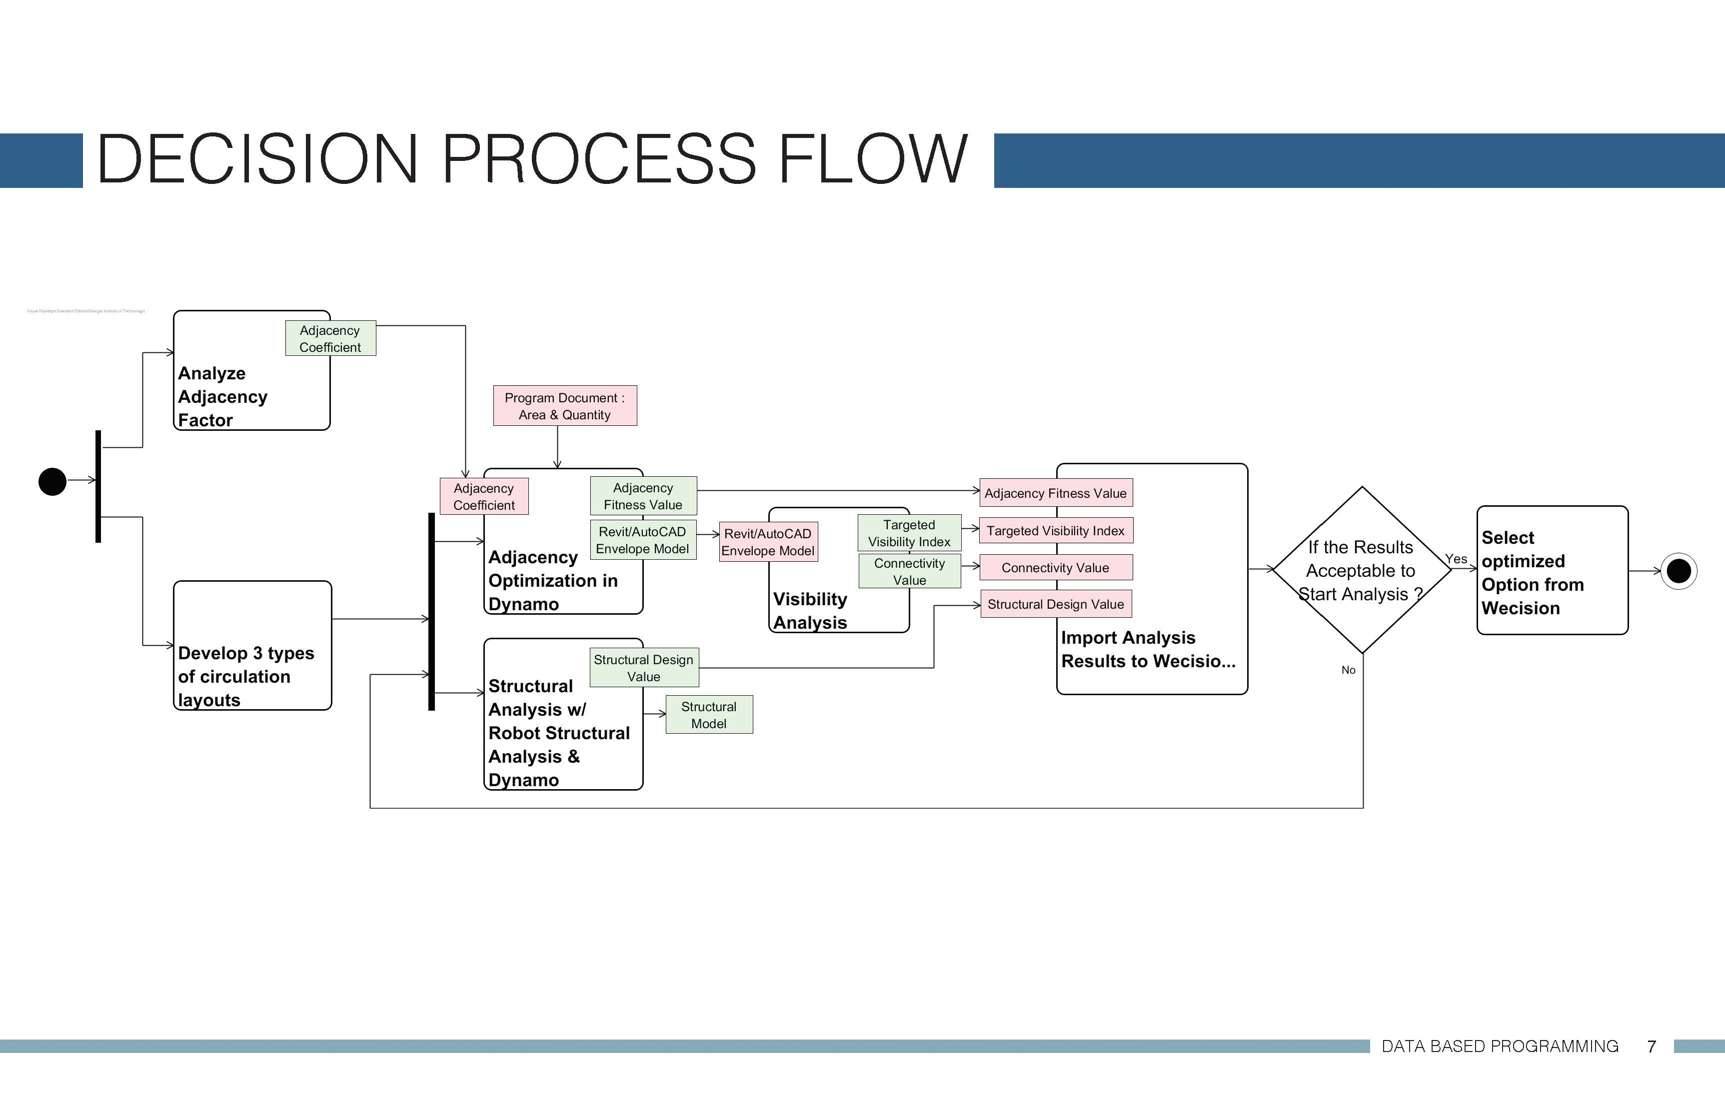 DECISION PROCESS FLOW
Adjacency
Coefficient
Analyze
Adjacency
Factor
Program Document :
Area & Quantity
Adjacency
Coefficient
Adjacency
Fitness Value
Revit/AutoCAD
Envelope Model
Adjacency
Optimization in
Dynamo
Revit/AutoCAD
Envelope Model
Targeted
Visibility Index
Connectivity
Value
Visibility
Analysis
Adjacency Fitness Value
Targeted Visibility Index
Connectivity Value
Structural Design Value
Import Analysis
Results to Wecisio...
If the Results
Acceptable to
Start Analysis ?
Yes
No
Select
optimized
Option from
Wecision
Develop 3 types
of circulation
layouts
Structural Design
Value
Structural
Model
Structural
Analysis w/
Robot Structural
Analysis &
Dynamo
DATA BASED PROGRAMMING 7